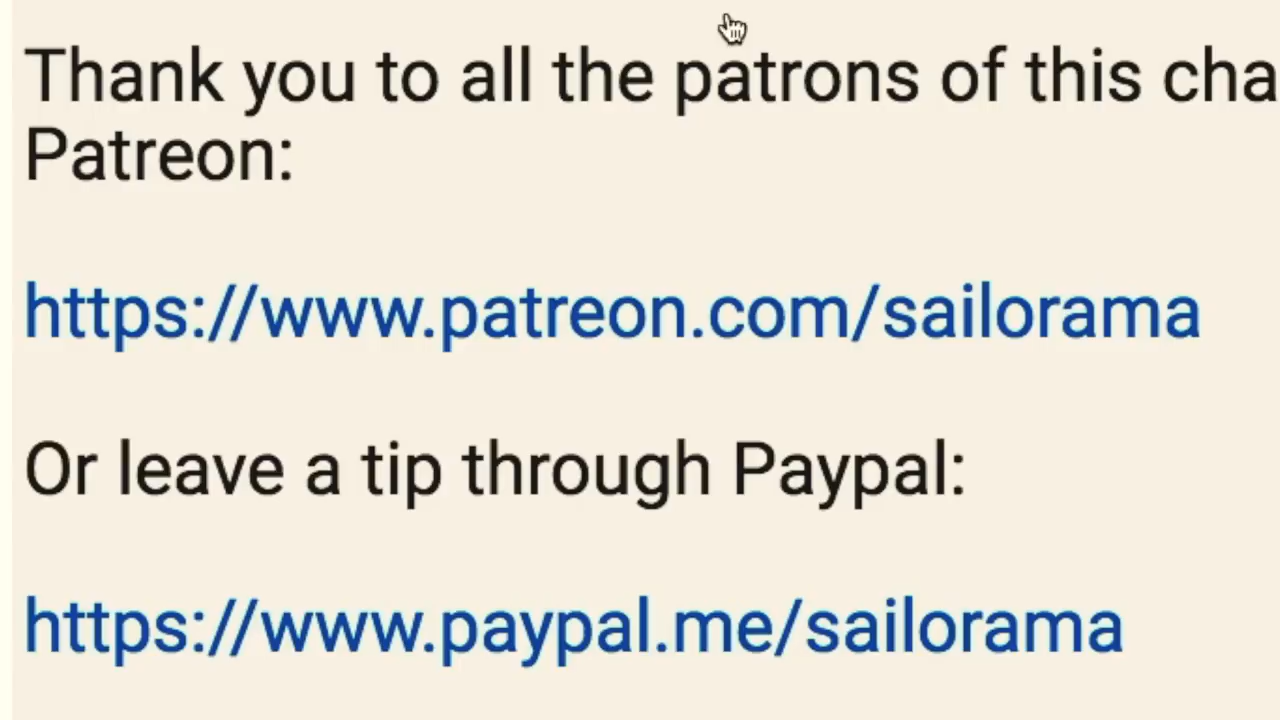 Thank you to all the patrons of this cha
Patreon:
https://www.patreon.com/sailorama
Or leave a tip through Paypal:
https://www.paypal.me/sailorama